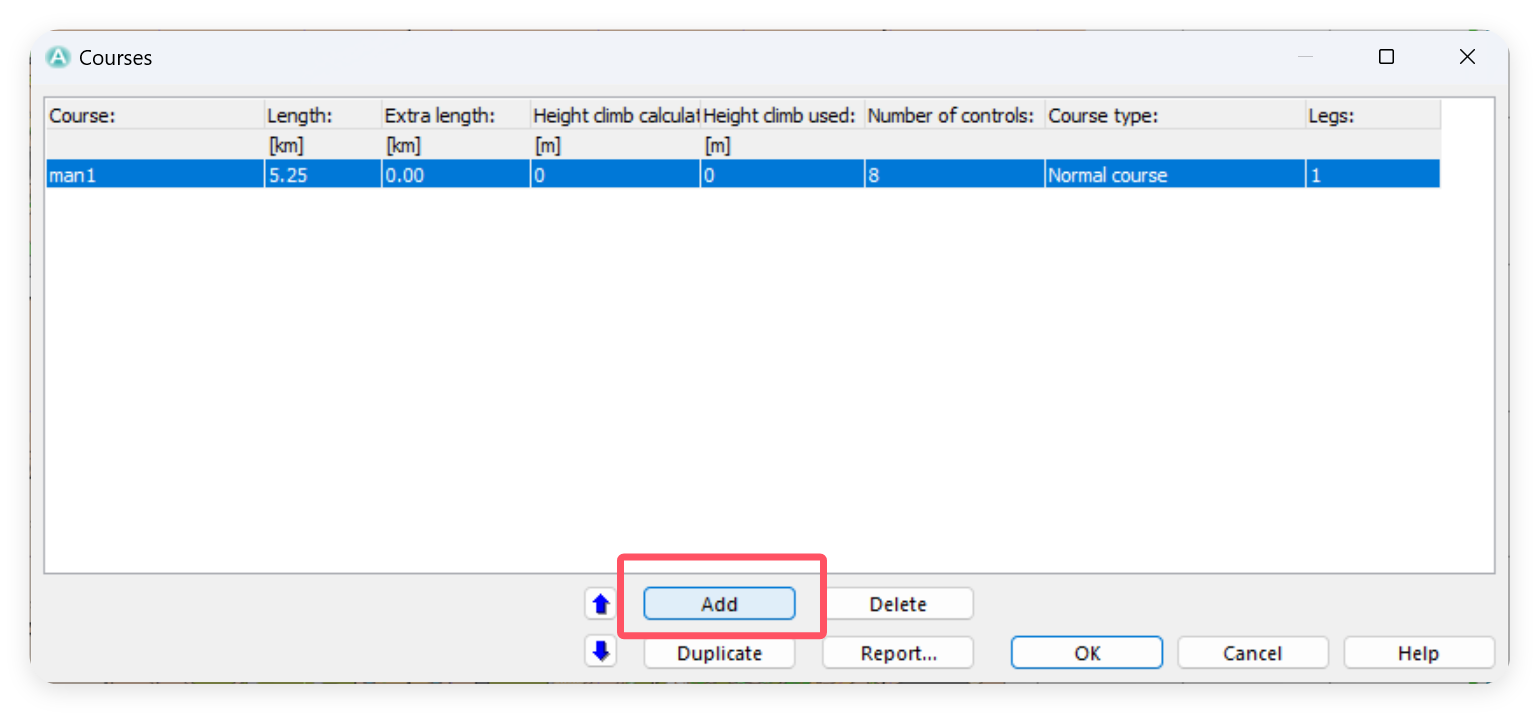 Courses
Course: Length: Extra length: Height climb calculat Height climb used: Number of controls: Course type: Legs:
[km] [km] [m] [m]
man1 5.25 0.00 0 0 8 Normal course 1
Add Delete
Duplicate Report... OK Cancel Help